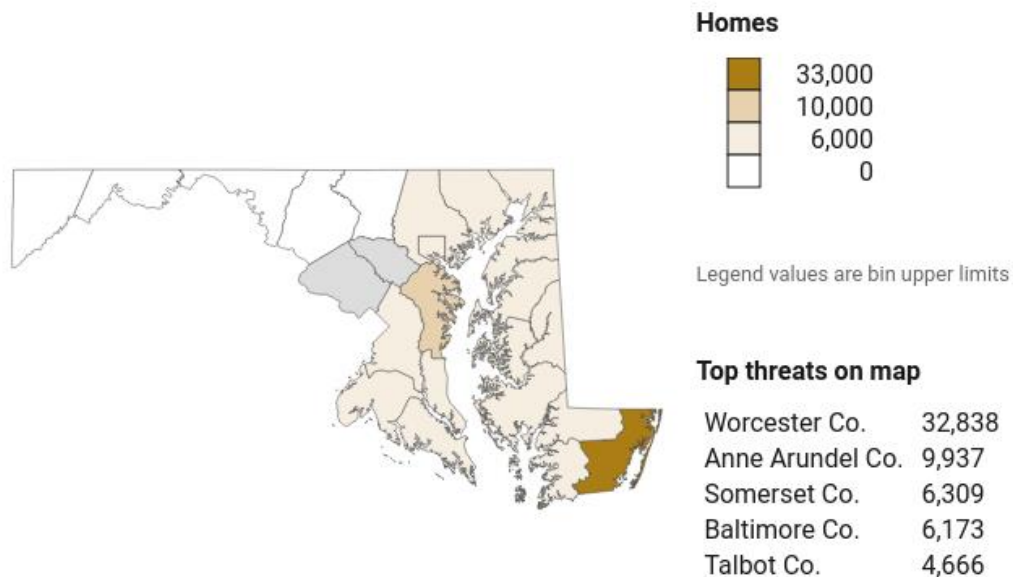 Homes
33,000
10,000
6,000
0
Legend values are bin upper limits
Top threats on map
Worcester Co. 32,838
Anne Arundel Co. 9,937
Somerset Co. 6,309
Baltimore Co. 6,173
Talbot Co. 4,666